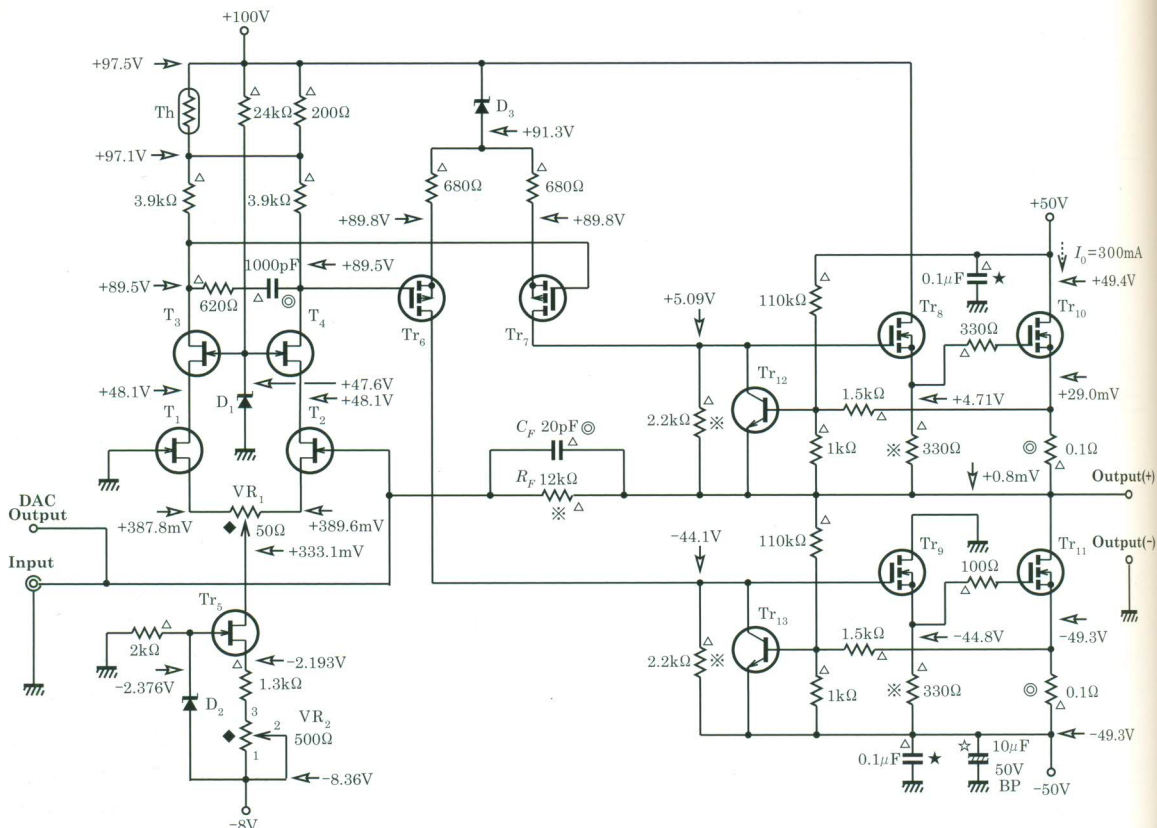 +100V
+97.5V
Th
24kΩ
200Ω
D3
+91.3V
+97.1V
3.9kΩ
3.9kΩ
680Ω
680Ω
+50V
+89.8V
+89.8V
I0=300mA
1000pF
+89.5V
0.1µF ★
+49.4V
+89.5V
620Ω
◎
+5.09V
110kΩ
Tr8
Tr10
T3
T4
Tr6
Tr7
330Ω
+48.1V
+47.6V
Tr12
D1
+48.1V
1.5kΩ
+4.71V
+29.0mV
T1
T2
CF 20pF ◎
2.2kΩ ※
1kΩ
※ 330Ω
◎ 0.1Ω
RF 12kΩ
※
+0.8mV
Output(+)
DAC
Output
VR1
+387.8mV
◆ 50Ω
+389.6mV
−44.1V
110kΩ
Tr9
Tr11
Output(-)
+333.1mV
Input
100Ω
Tr5
Tr13
2kΩ
−2.193V
1.5kΩ
−44.8V
−49.3V
−2.376V
1.3kΩ
2.2kΩ ※
1kΩ
※ 330Ω
◎ 0.1Ω
D2
3
◆
2
1
VR2
500Ω
−49.3V
−8.36V
0.1µF ★
☆ 10µF
50V
BP
−50V
−8V